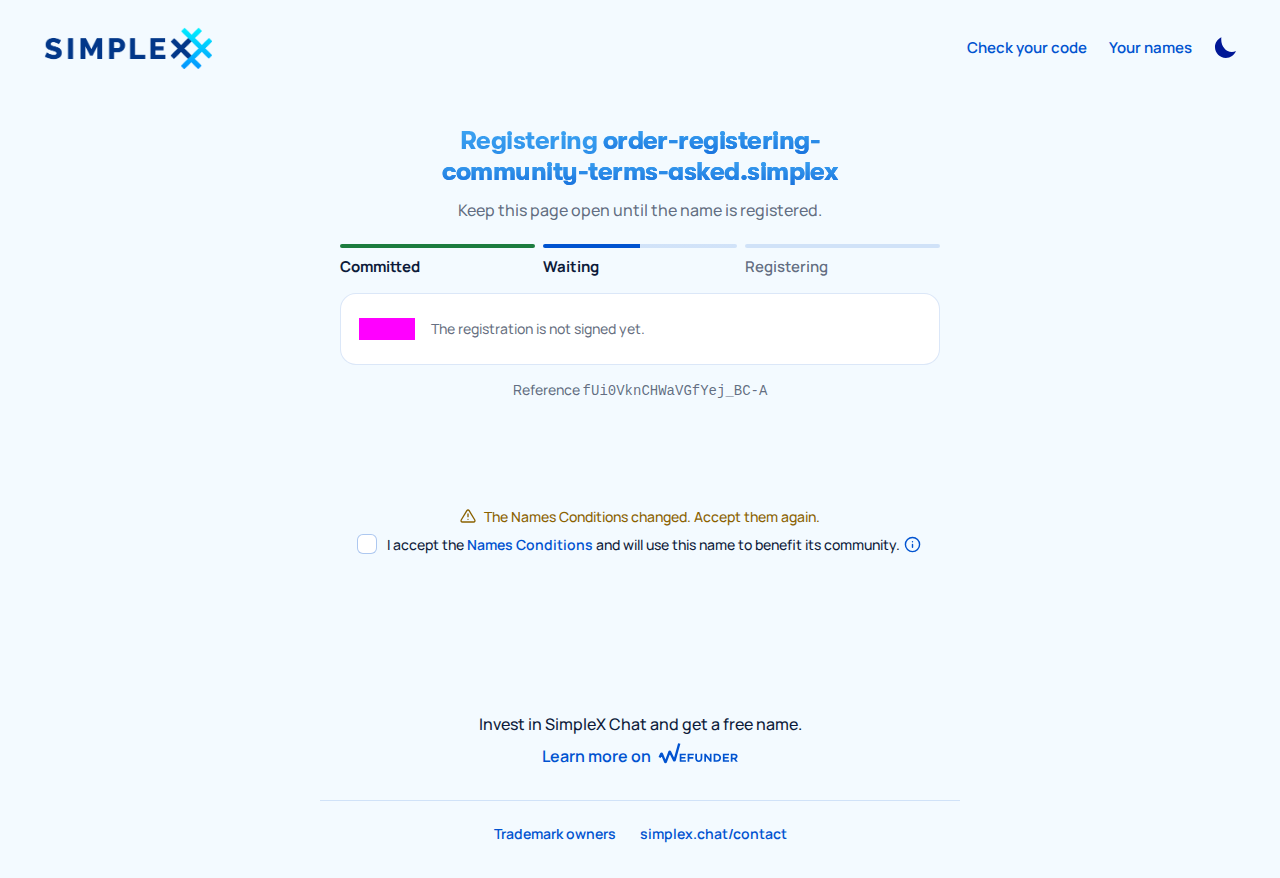 SIMPLEX
Check your code
Your names
Registering order-registering-
community-terms-asked.simplex
Keep this page open until the name is registered.
Committed
Waiting
Registering
The registration is not signed yet.
Reference fUi0VknCHWaVGfYej_BC-A
The Names Conditions changed. Accept them again.
I accept the Names Conditions and will use this name to benefit its community.
Invest in SimpleX Chat and get a free name.
Learn more on WEFUNDER
Trademark owners
simplex.chat/contact